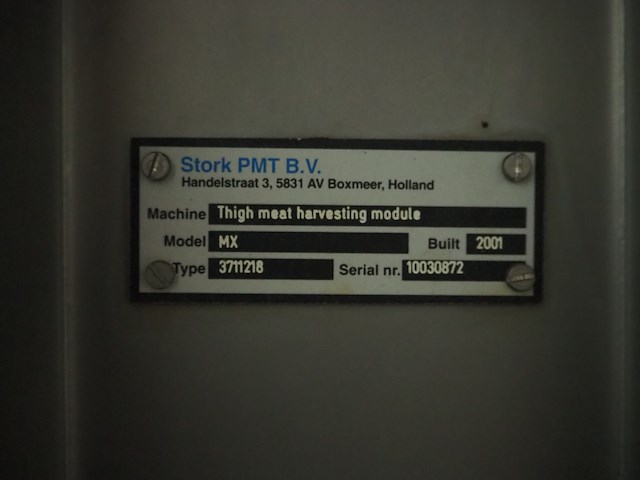 Stork PMT B.V.
Handelstraat 3, 5831 AV Boxmeer, Holland
Machine Thigh meat harvesting module
Model MX Built 2001
Type 3711218 Serial nr. 10030872